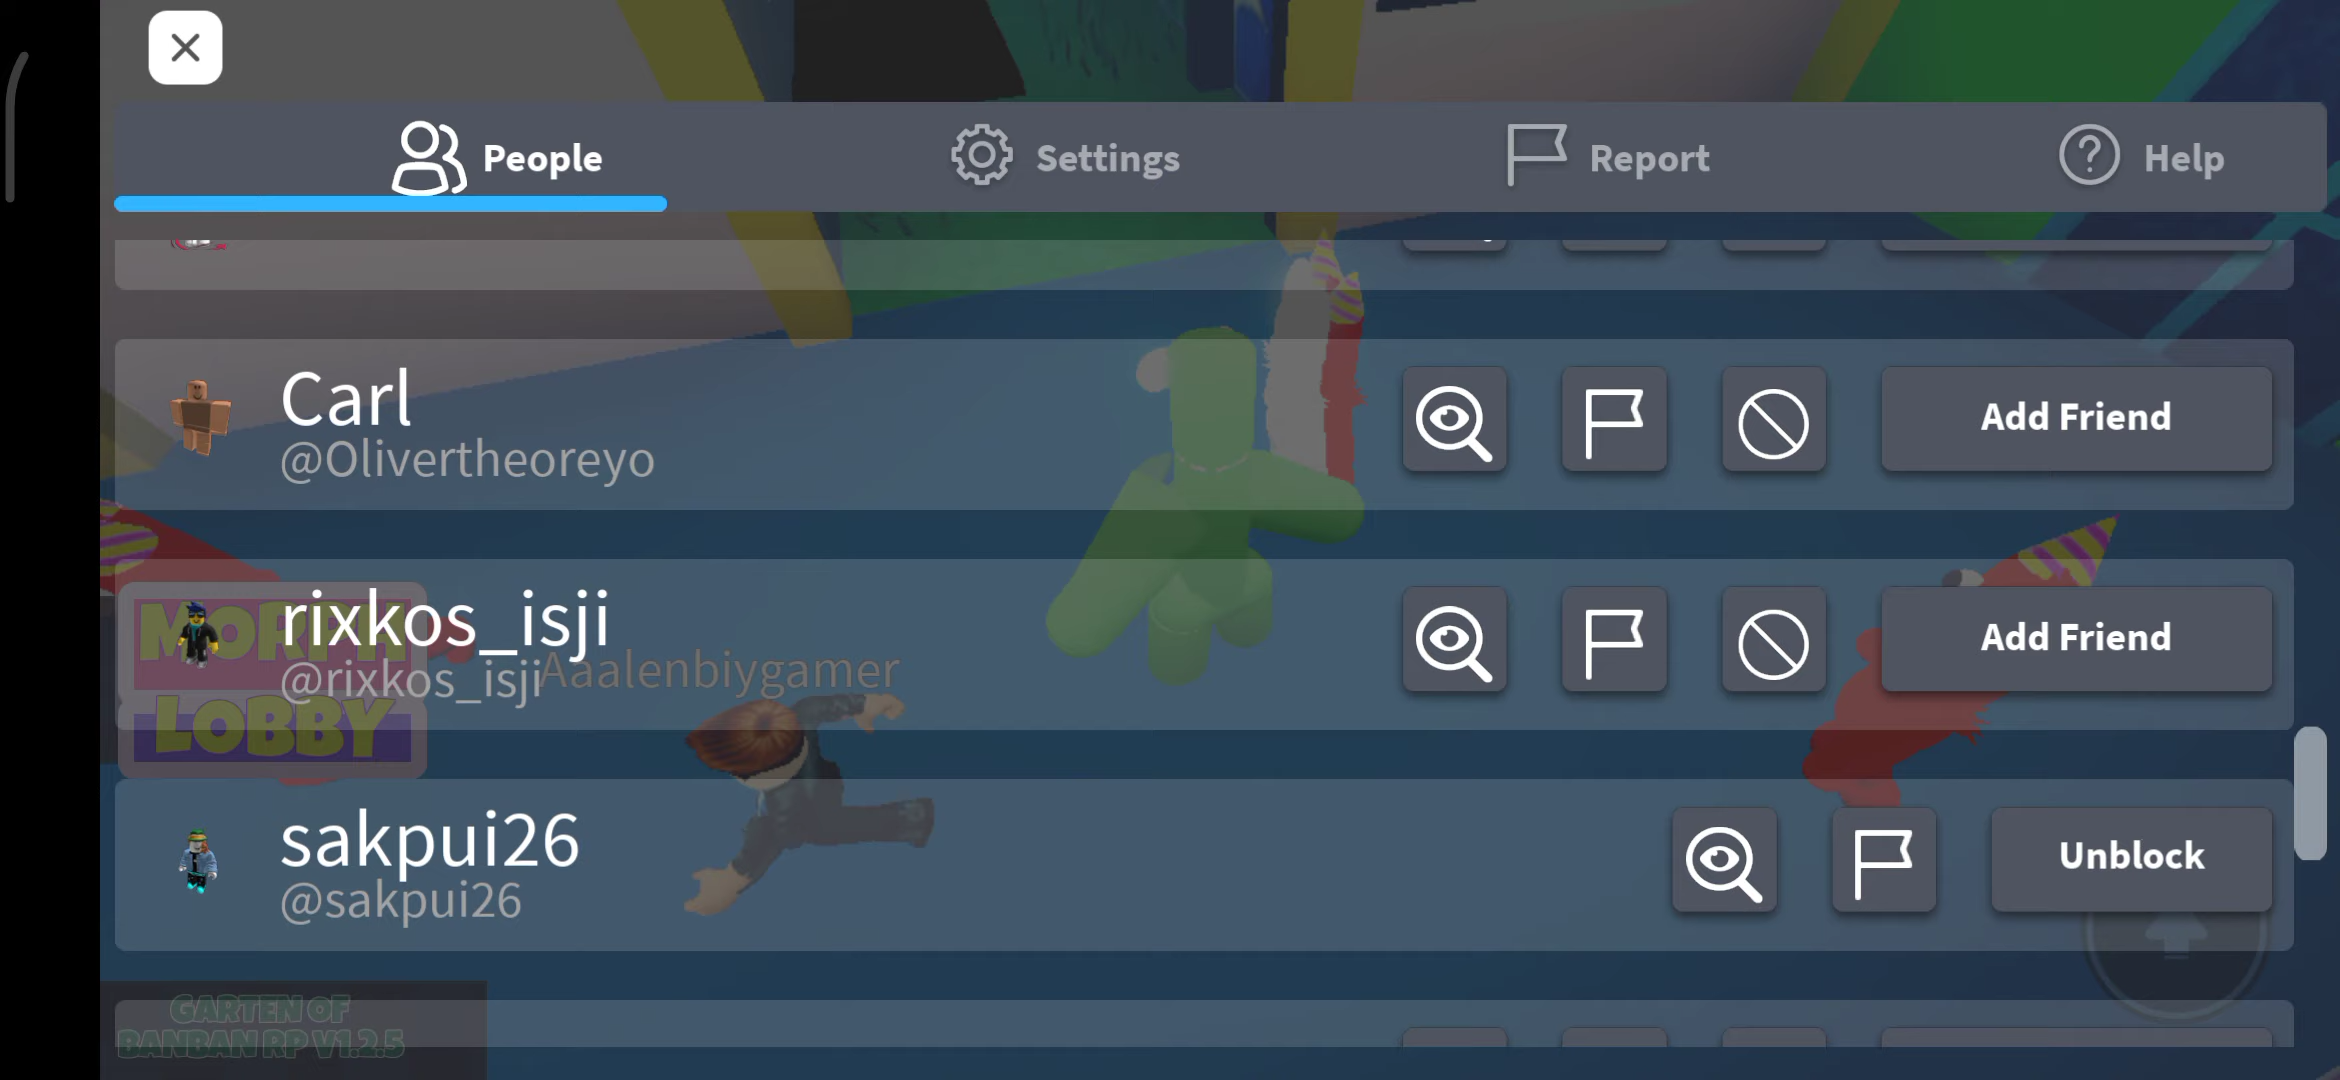 People
Settings
Report
Help
Carl
@Olivertheoreyo
Add Friend
MORPH
rixkos_isji
@rixkos_isji
Aaalenbiygamer
Add Friend
LOBBY
sakpui26
@sakpui26
Unblock
GARTEN OF
BANBAN RP V1.2.5